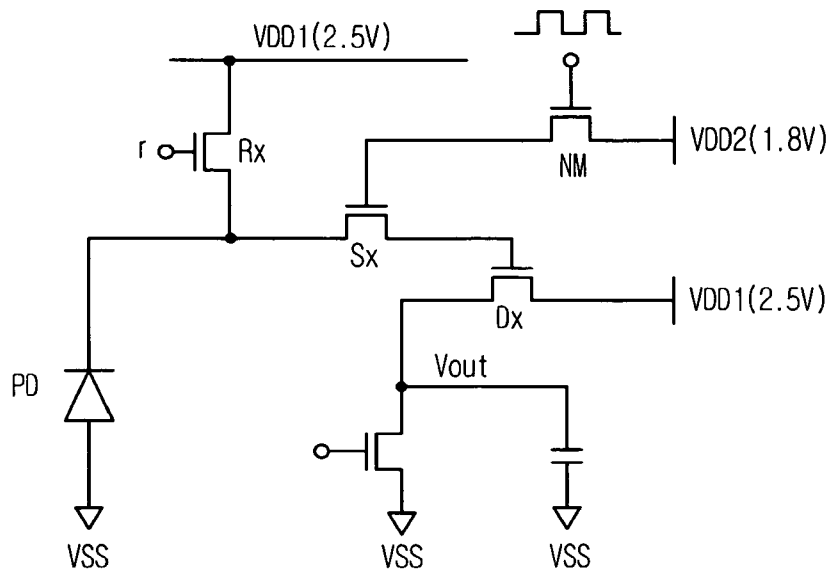 VDD1(2.5V)
r
Rx
NM
VDD2(1.8V)
Sx
Dx
VDD1(2.5V)
PD
Vout
VSS
VSS
VSS